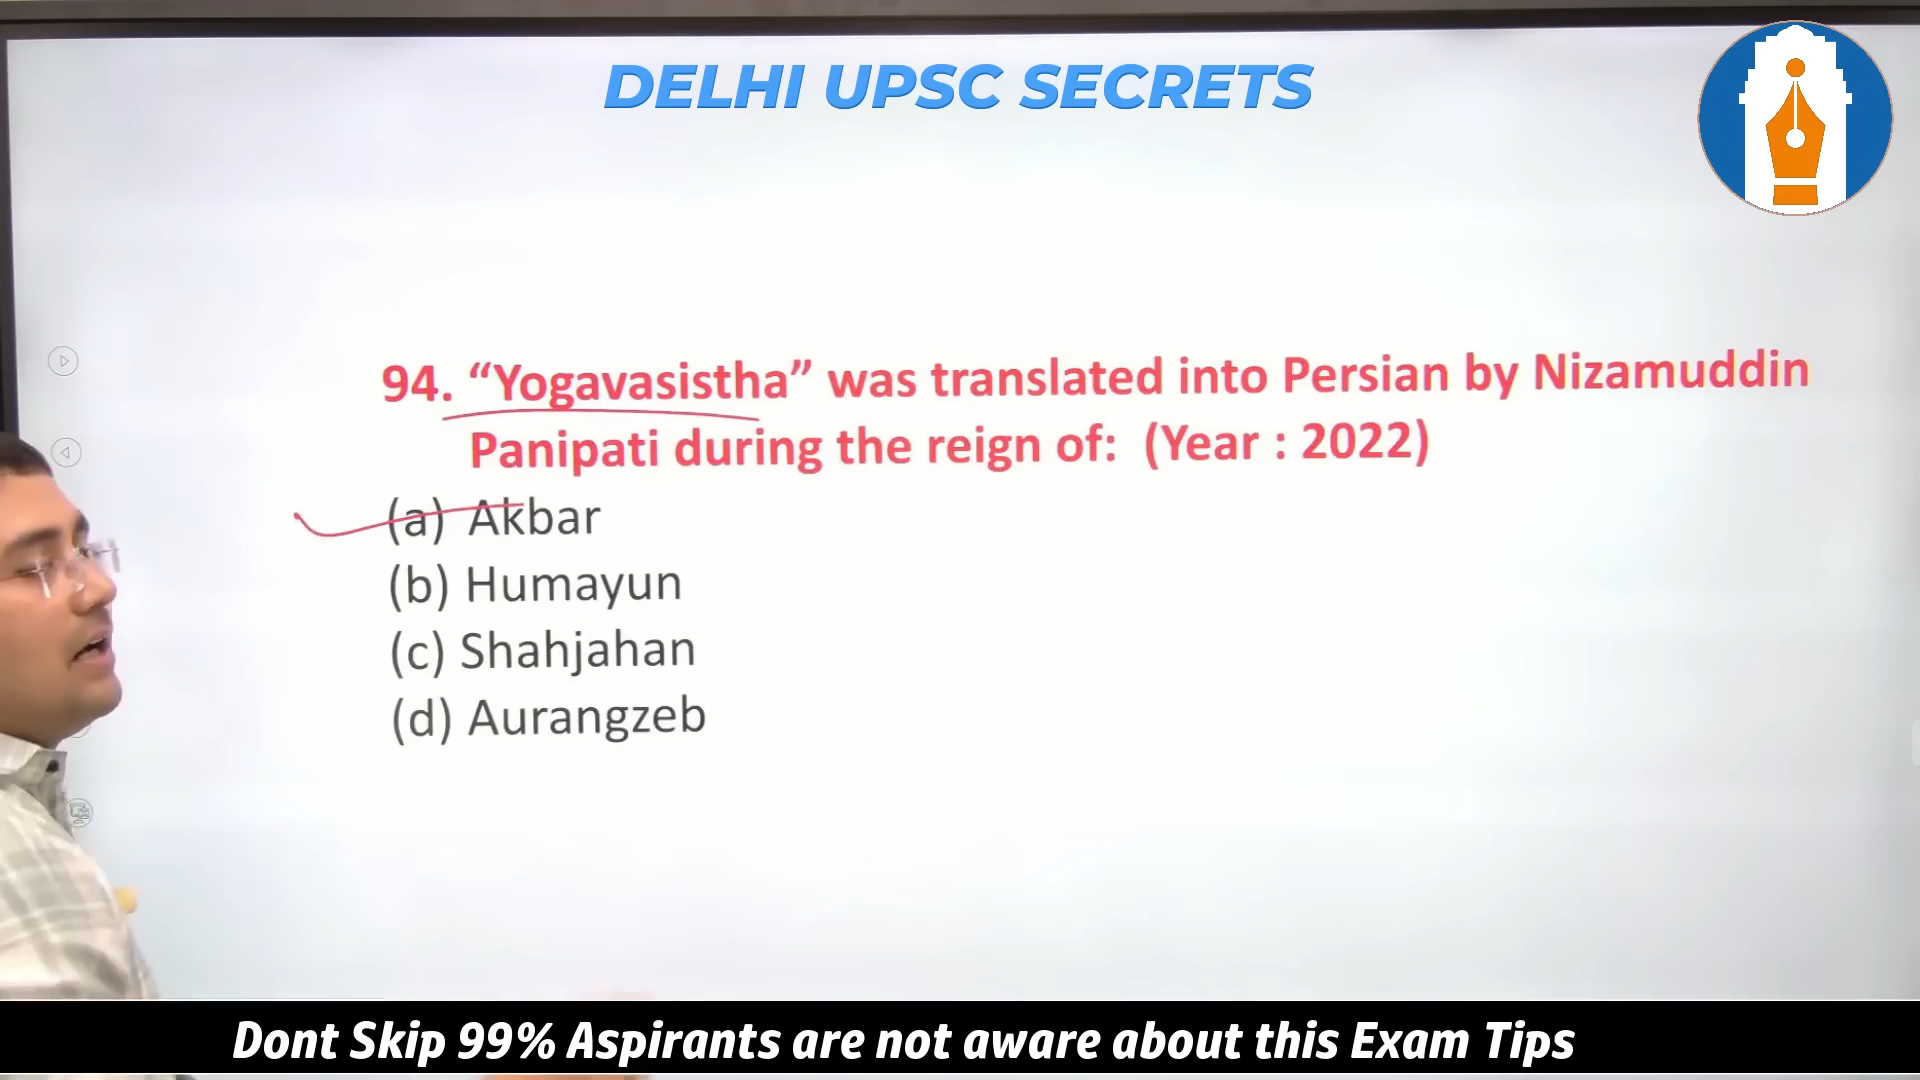 DELHI UPSC SECRETS
94. “Yogavasistha” was translated into Persian by Nizamuddin
Panipati during the reign of: (Year : 2022)
(a) Akbar
(b) Humayun
(c) Shahjahan
(d) Aurangzeb
Dont Skip 99% Aspirants are not aware about this Exam Tips